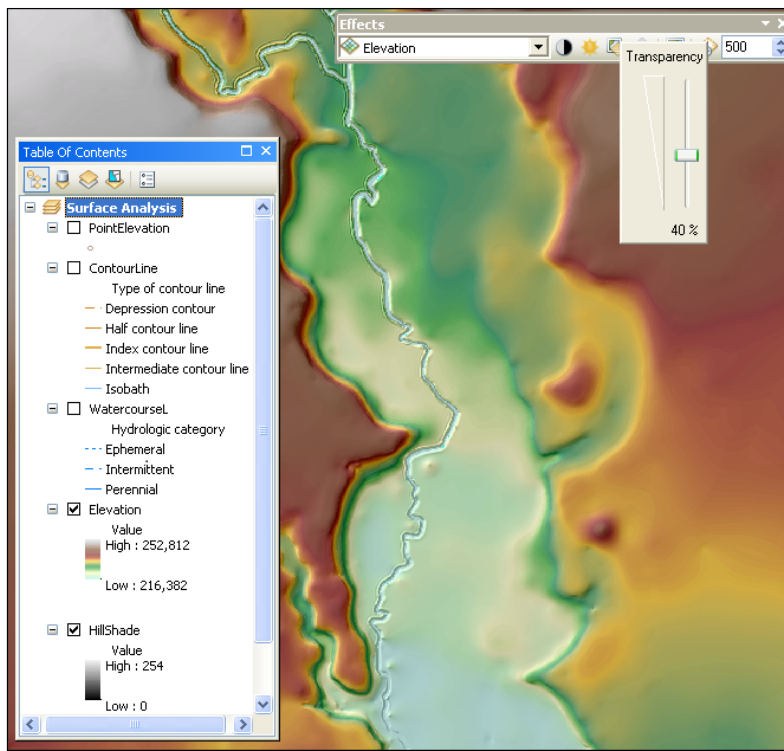 Effects
Elevation
500
Transparency
40 %
Table Of Contents
Surface Analysis
PointElevation
ContourLine
Type of contour line
Depression contour
Half contour line
Index contour line
Intermediate contour line
Isobath
WatercourseL
Hydrologic category
Ephemeral
Intermittent
Perennial
Elevation
Value
High : 252,812
Low : 216,382
HillShade
Value
High : 254
Low : 0